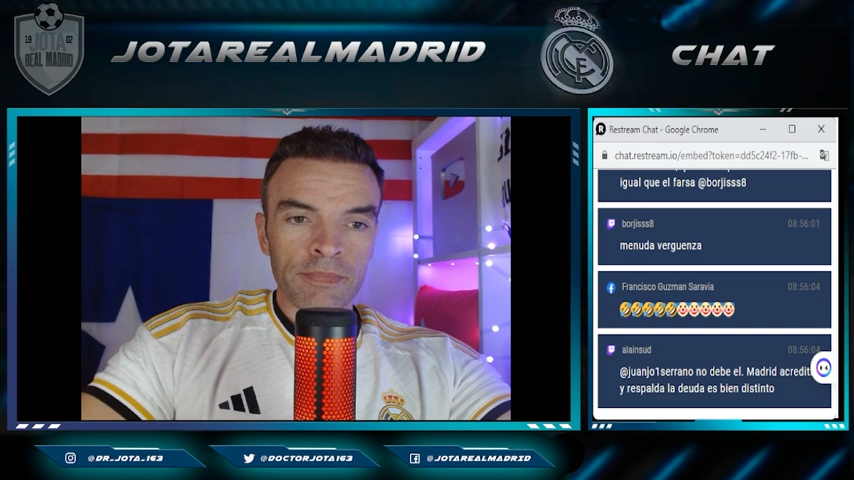 19 02
JOTA
REAL MADRID
JOTAREALMADRID
CHAT
Restream Chat - Google Chrome
chat.restream.io/embed?token=dd5c24f2-17fb-...
igual que el farsa @borjisss8
borjisss8 08:56:01
menuda verguenza
Francisco Guzman Saravia 08:56:04
🤣🤣🤣🤣🤣🤡🤡🤡🤡🤡
alainsud 08:56:04
@juanjo1serrano no debe el. Madrid acredit
y respalda la deuda es bien distinto
@DR_JOTA_163
@DOCTORJOTA163
@JOTAREALMADRID